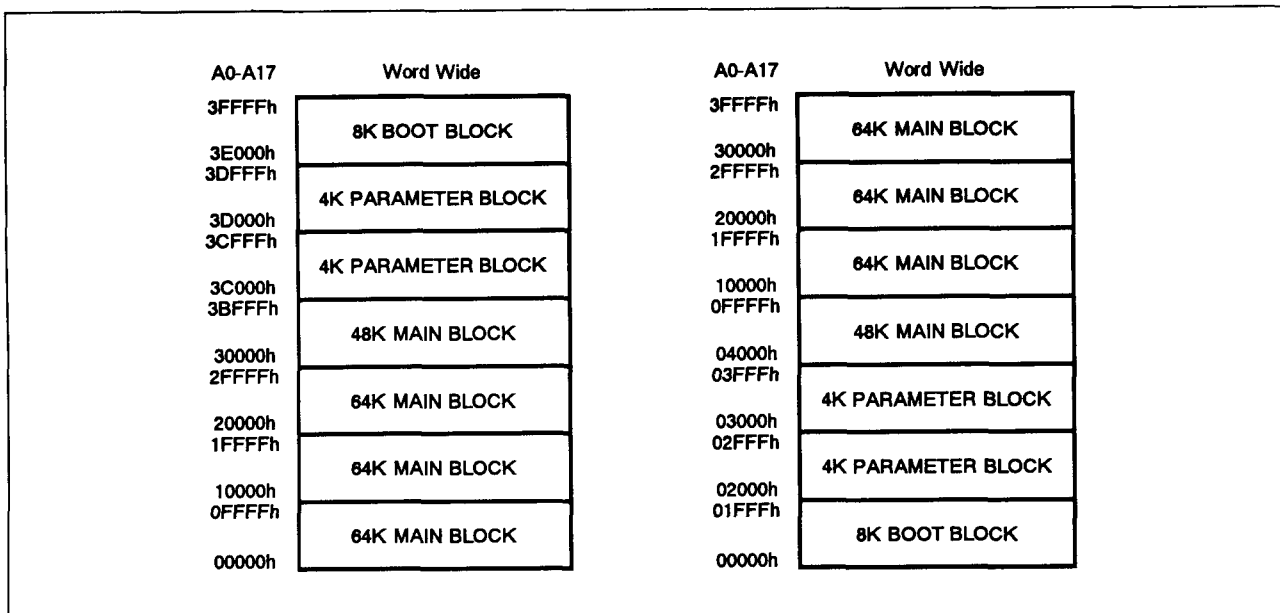 A0-A17 Word Wide
3FFFFh
8K BOOT BLOCK
3E000h
3DFFFh
4K PARAMETER BLOCK
3D000h
3CFFFh
4K PARAMETER BLOCK
3C000h
3BFFFh
48K MAIN BLOCK
30000h
2FFFFh
64K MAIN BLOCK
20000h
1FFFFh
64K MAIN BLOCK
10000h
0FFFFh
64K MAIN BLOCK
00000h
A0-A17 Word Wide
3FFFFh
64K MAIN BLOCK
30000h
2FFFFh
64K MAIN BLOCK
20000h
1FFFFh
64K MAIN BLOCK
10000h
0FFFFh
48K MAIN BLOCK
04000h
03FFFh
4K PARAMETER BLOCK
03000h
02FFFh
4K PARAMETER BLOCK
02000h
01FFFh
8K BOOT BLOCK
00000h